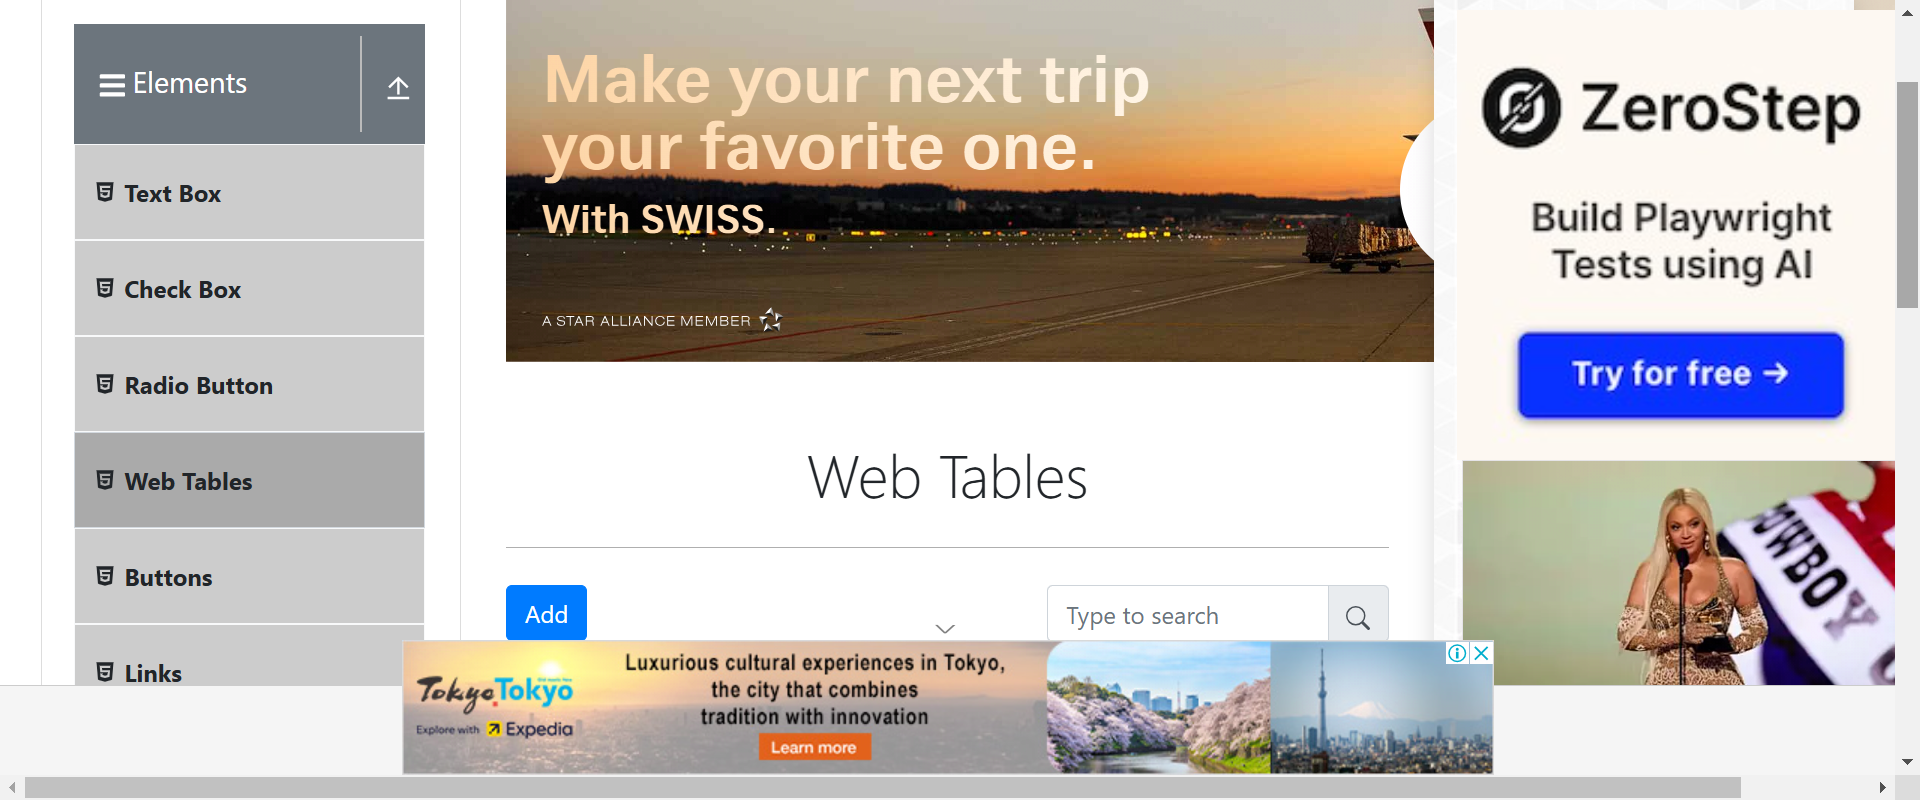 Elements
Text Box
Check Box
Radio Button
Web Tables
Buttons
Links
Make your next trip
your favorite one.
With SWISS.
A STAR ALLIANCE MEMBER
Web Tables
Add
Type to search
ZeroStep
Build Playwright
Tests using AI
Try for free →
COWBOY
TokyoTokyo
Explore with Expedia
Luxurious cultural experiences in Tokyo,
the city that combines
tradition with innovation
Learn more